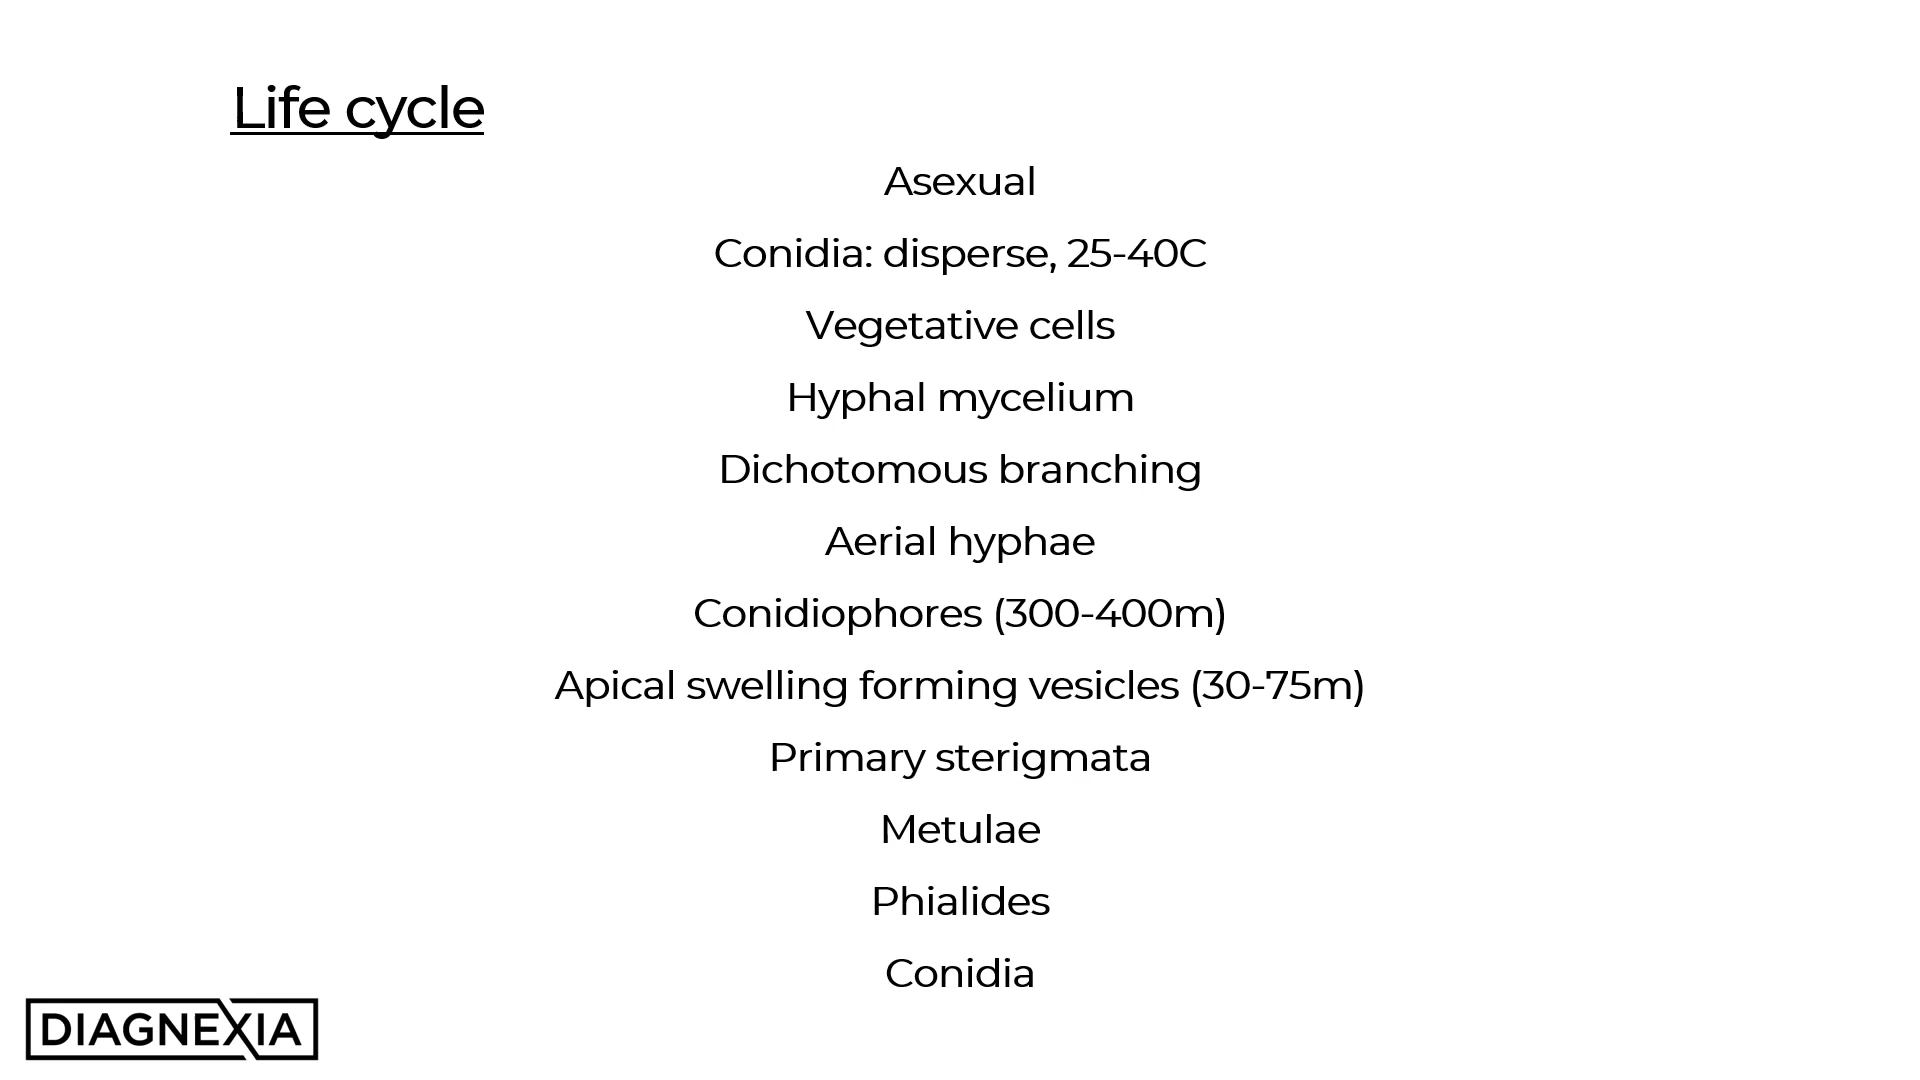 Life cycle
Asexual
Conidia: disperse, 25-40C
Vegetative cells
Hyphal mycelium
Dichotomous branching
Aerial hyphae
Conidiophores (300-400m)
Apical swelling forming vesicles (30-75m)
Primary sterigmata
Metulae
Phialides
Conidia
DIAGNEXIA